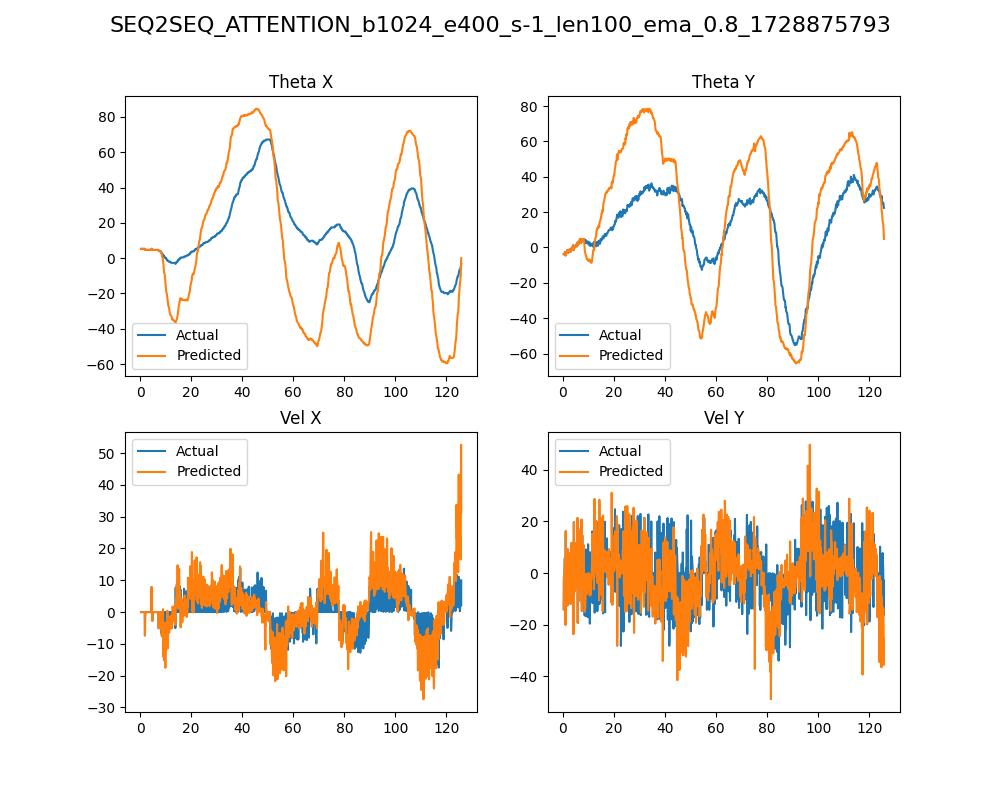 SEQ2SEQ_ATTENTION_b1024_e400_s-1_len100_ema_0.8_1728875793
Theta X
80
60
40
20
0
−20
−40
−60
0 20 40 60 80 100 120
Actual
Predicted
Theta Y
80
60
40
20
0
−20
−40
−60
0 20 40 60 80 100 120
Actual
Predicted
Vel X
50
40
30
20
10
0
−10
−20
−30
0 20 40 60 80 100 120
Actual
Predicted
Vel Y
40
20
0
−20
−40
0 20 40 60 80 100 120
Actual
Predicted